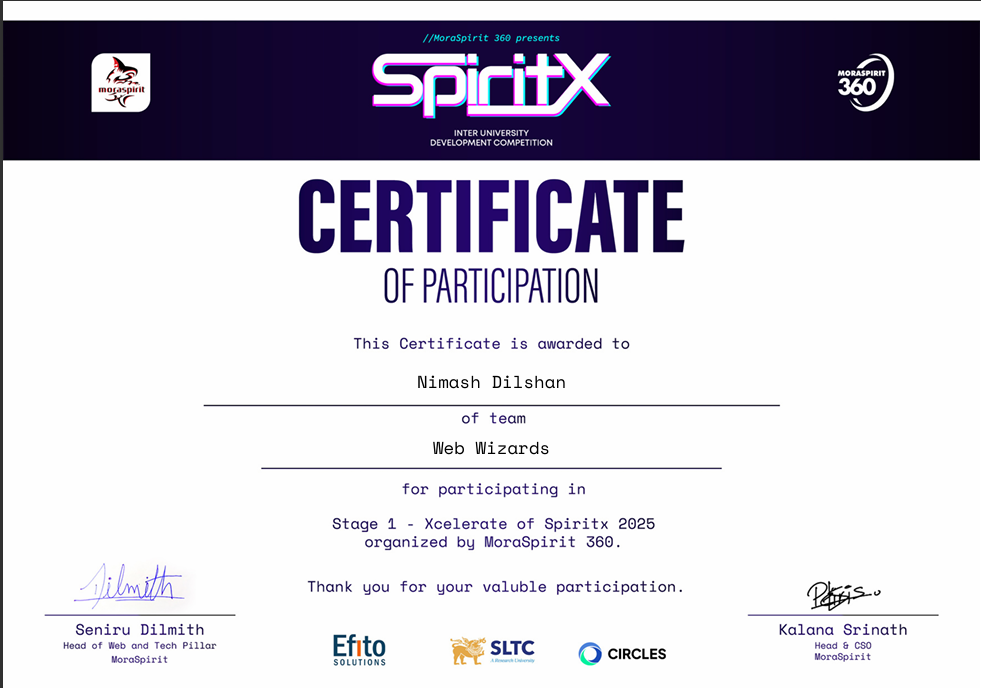 //MoraSpirit 360 presents
moraspirit
SpiritX
MORASPIRIT
360
INTER UNIVERSITY
DEVELOPMENT COMPETITION
CERTIFICATE
OF PARTICIPATION
This Certificate is awarded to
Nimash Dilshan
of team
Web Wizards
for participating in
Stage 1 - Xcelerate of Spiritx 2025
organized by MoraSpirit 360.
Thank you for your valuble participation.
Dilmith
Seniru Dilmith
Head of Web and Tech Pillar
MoraSpirit
Kalana Srinath
Head & CSO
MoraSpirit
Efito
SOLUTIONS
SLTC
A Research University
CIRCLES